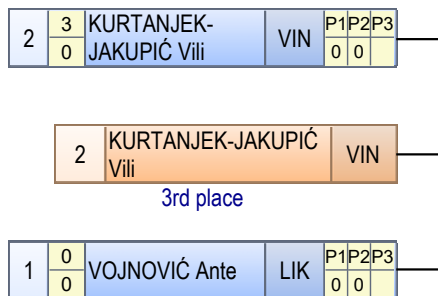 2 3 0 KURTANJEK-JAKUPIĆ Vili VIN P1 P2 P3 0 0
2 KURTANJEK-JAKUPIĆ Vili VIN
3rd place
1 0 0 VOJNOVIĆ Ante LIK P1 P2 P3 0 0